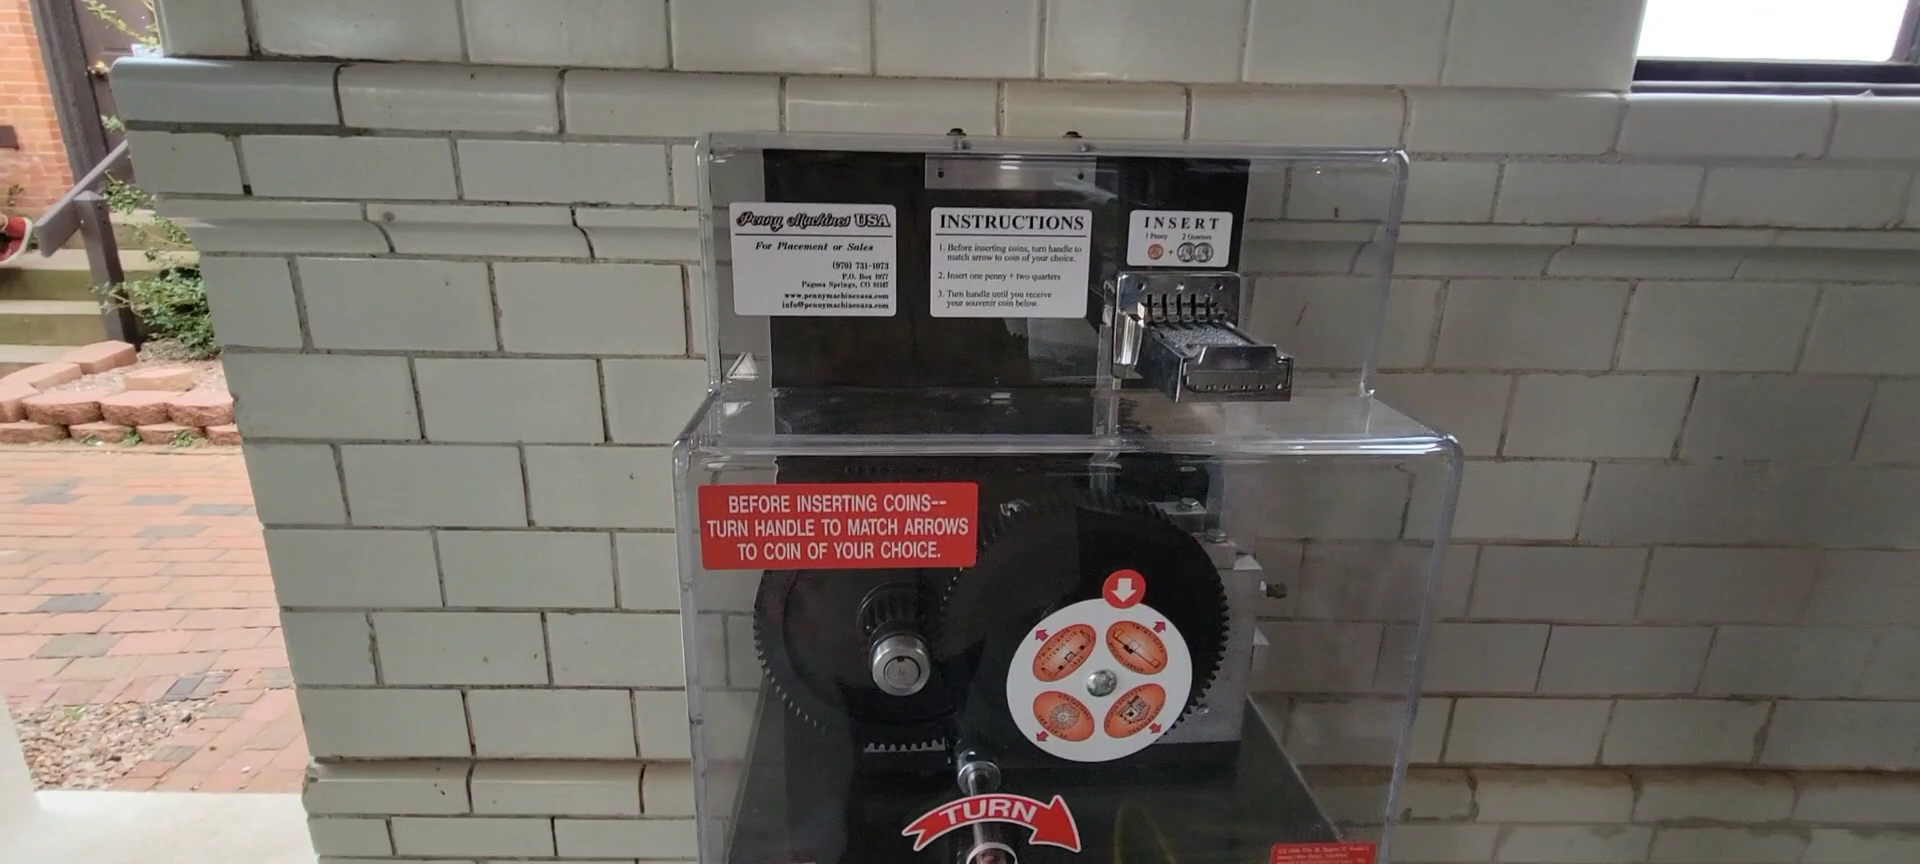 Penny Machines USA
For Placement or Sales
(970) 731-1073
P.O. Box 1077
Pagosa Springs, CO 81147
www.pennymachinesusa.com
info@pennymachinesusa.com
INSTRUCTIONS
1. Before inserting coins, turn handle to
match arrow to coin of your choice.
2. Insert one penny + two quarters
3. Turn handle until you receive
your souvenir coin below.
INSERT
1 Penny 2 Quarters
+
BEFORE INSERTING COINS--
TURN HANDLE TO MATCH ARROWS
TO COIN OF YOUR CHOICE.
TURN